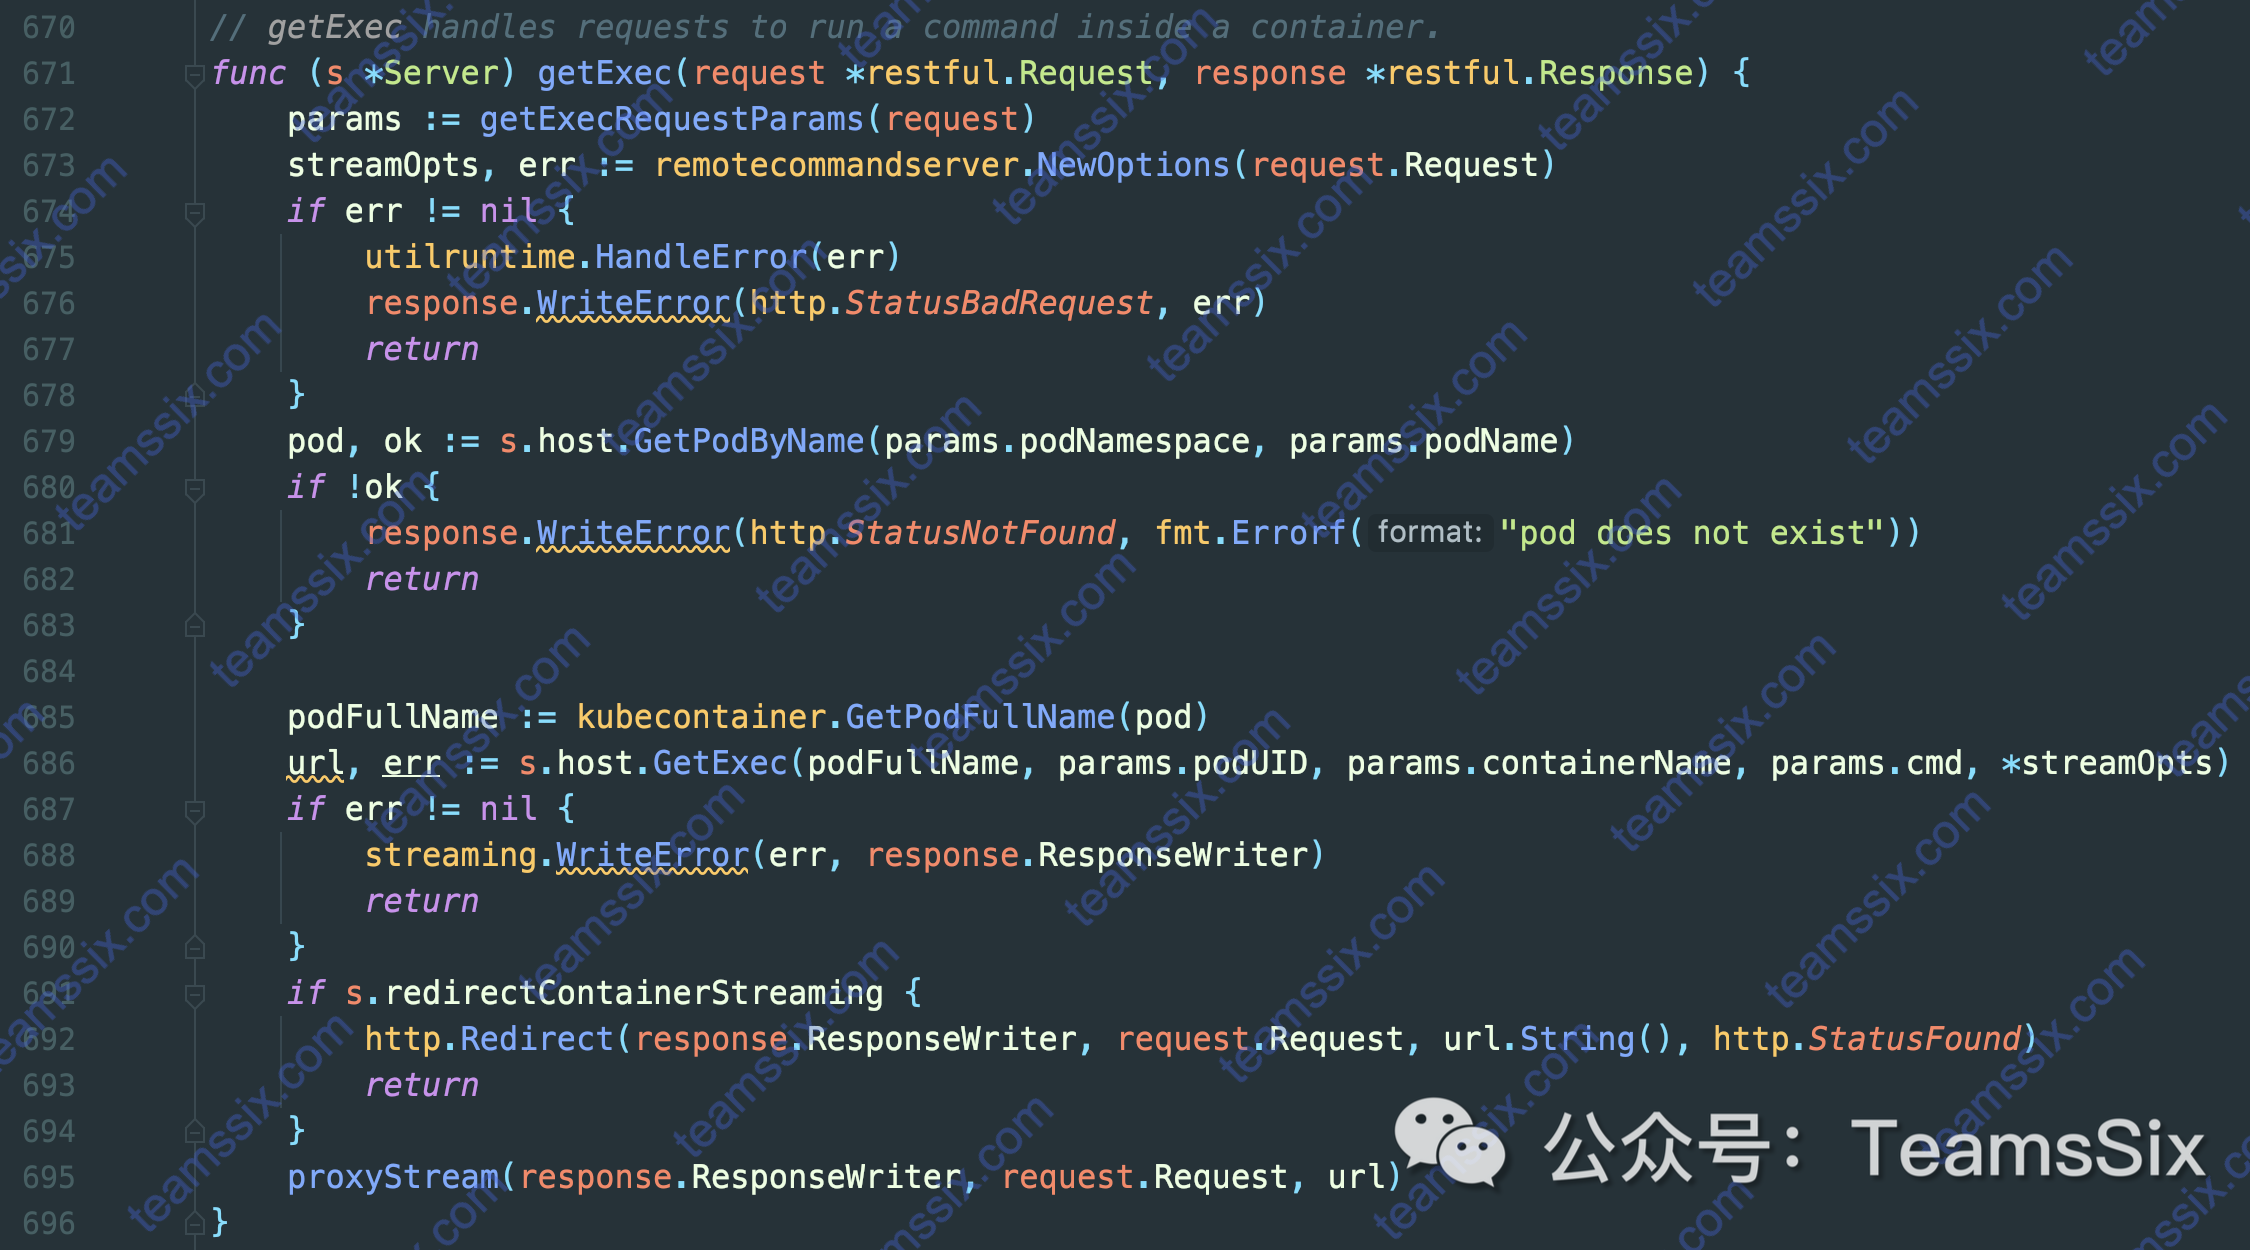 670 // getExec handles requests to run a command inside a container.
671 func (s *Server) getExec(request *restful.Request, response *restful.Response) {
672 params := getExecRequestParams(request)
673 streamOpts, err := remotecommandserver.NewOptions(request.Request)
674 if err != nil {
675 utilruntime.HandleError(err)
676 response.WriteError(http.StatusBadRequest, err)
677 return
678 }
679 pod, ok := s.host.GetPodByName(params.podNamespace, params.podName)
680 if !ok {
681 response.WriteError(http.StatusNotFound, fmt.Errorf( format: "pod does not exist"))
682 return
683 }
684
685 podFullName := kubecontainer.GetPodFullName(pod)
686 url, err := s.host.GetExec(podFullName, params.podUID, params.containerName, params.cmd, *streamOpts)
687 if err != nil {
688 streaming.WriteError(err, response.ResponseWriter)
689 return
690 }
691 if s.redirectContainerStreaming {
692 http.Redirect(response.ResponseWriter, request.Request, url.String(), http.StatusFound)
693 return
694 }
695 proxyStream(response.ResponseWriter, request.Request, url)
696 }
公众号：TeamsSix
teamssix.com